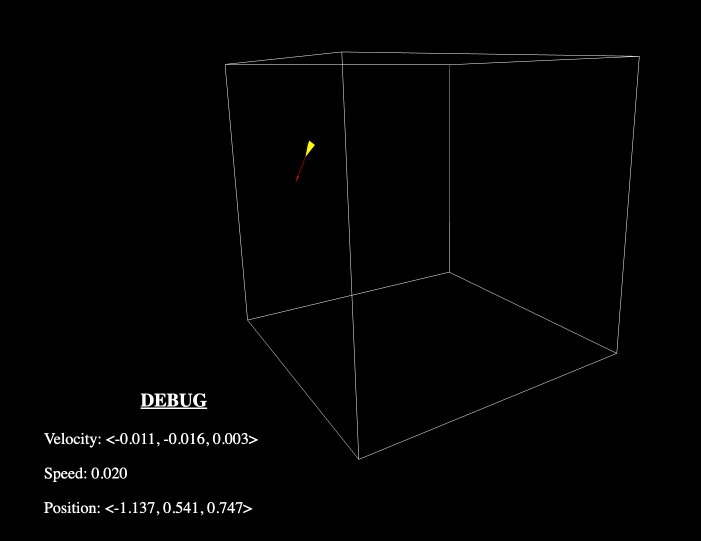 DEBUG
Velocity: <-0.011, -0.016, 0.003>
Speed: 0.020
Position: <-1.137, 0.541, 0.747>